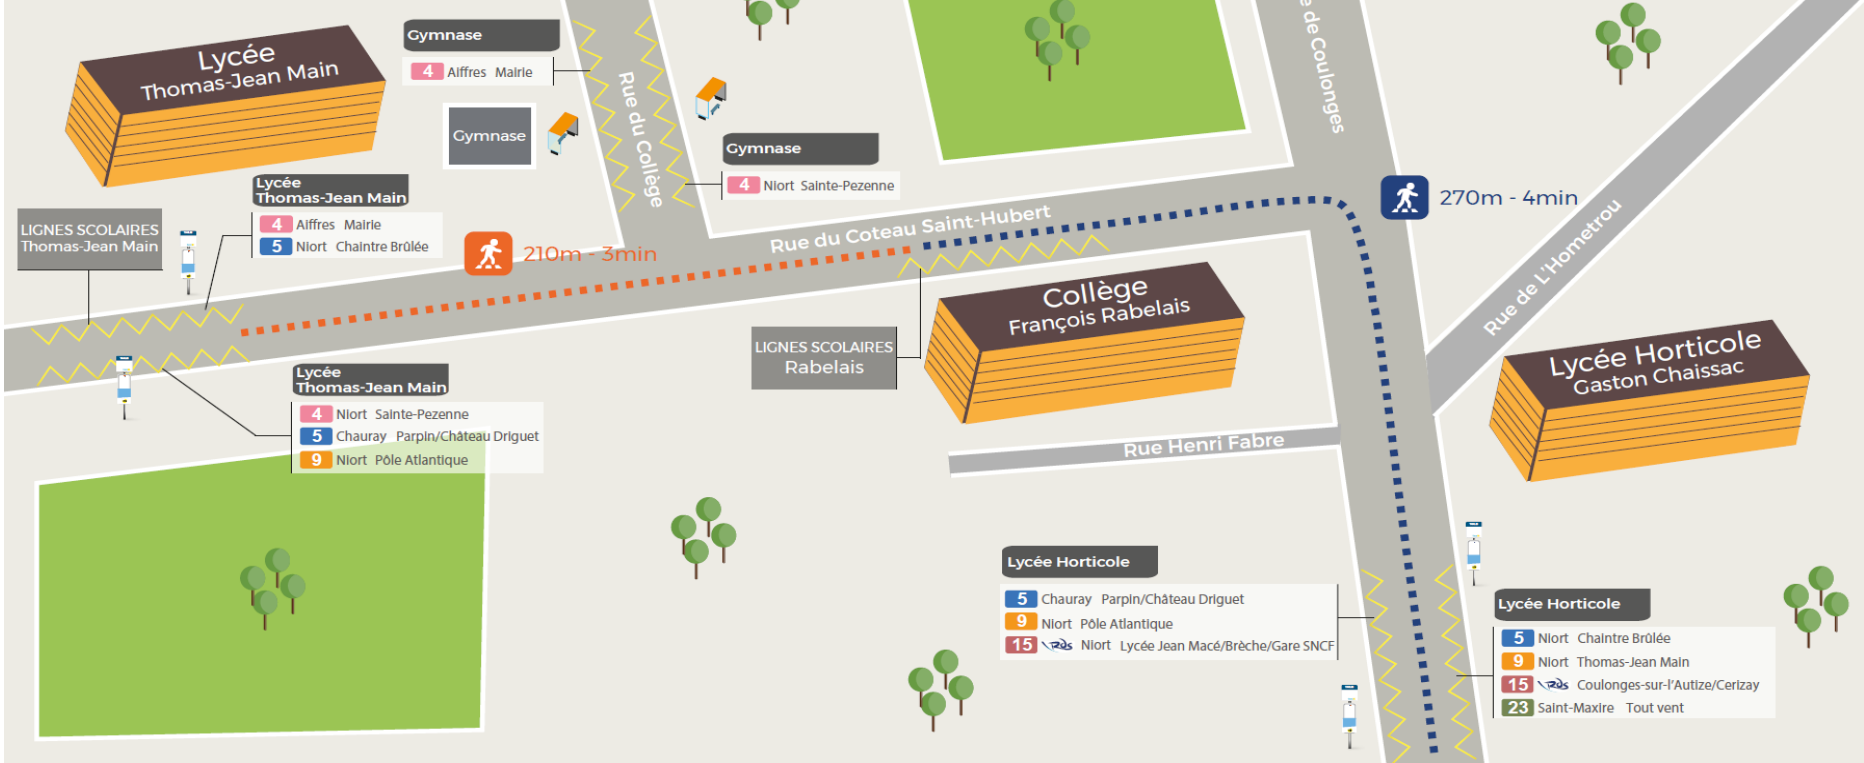 Lycée
Thomas-Jean Main
Gymnase
4 Aiffres Mairie
Gymnase
Rue du Collège
Gymnase
4 Niort Sainte-Pezenne
e de Coulonges
270m - 4min
Rue de L'Hometrou
LIGNES SCOLAIRES
Thomas-Jean Main
Lycée
Thomas-Jean Main
4 Aiffres Mairie
5 Niort Chaintre Brûlée
210m - 3min
Rue du Coteau Saint-Hubert
Collège
François Rabelais
LIGNES SCOLAIRES
Rabelais
Lycée Horticole
Gaston Chaissac
Lycée
Thomas-Jean Main
4 Niort Sainte-Pezenne
5 Chauray Parpin/Château Driguet
9 Niort Pôle Atlantique
Rue Henri Fabre
Lycée Horticole
5 Chauray Parpin/Château Driguet
9 Niort Pôle Atlantique
15 RDS Niort Lycée Jean Macé/Brèche/Gare SNCF
Lycée Horticole
5 Niort Chaintre Brûlée
9 Niort Thomas-Jean Main
15 RDS Coulonges-sur-l'Autize/Cerizay
23 Saint-Maxire Tout vent